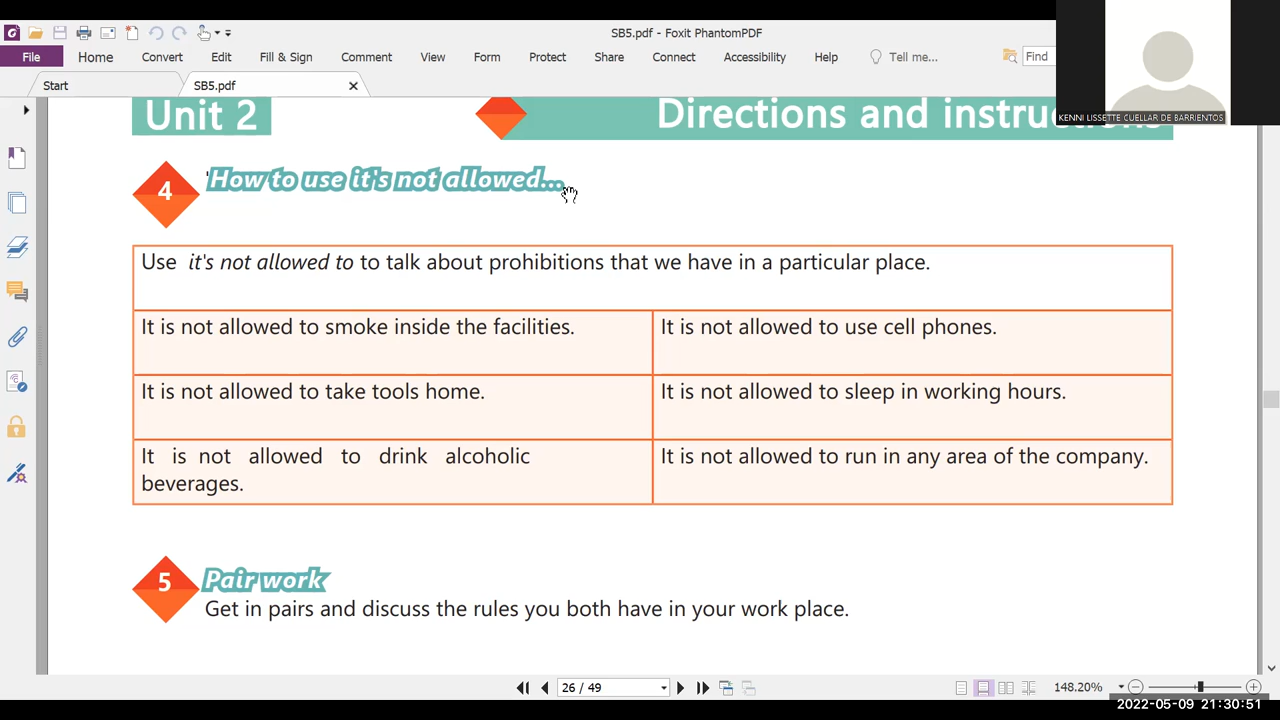 SB5.pdf - Foxit PhantomPDF
File Home Convert Edit Fill & Sign Comment View Form Protect Share Connect Accessibility Help Tell me... Find
Start SB5.pdf
KENNI LISSETTE CUELLAR DE BARRIENTOS
Unit 2 Directions and instructions
4 How to use it's not allowed...
Use it's not allowed to to talk about prohibitions that we have in a particular place.
It is not allowed to smoke inside the facilities. It is not allowed to use cell phones.
It is not allowed to take tools home. It is not allowed to sleep in working hours.
It is not allowed to drink alcoholic
beverages.
It is not allowed to run in any area of the company.
5 Pair work
Get in pairs and discuss the rules you both have in your work place.
26 / 49 148.20%
2022-05-09 21:30:51